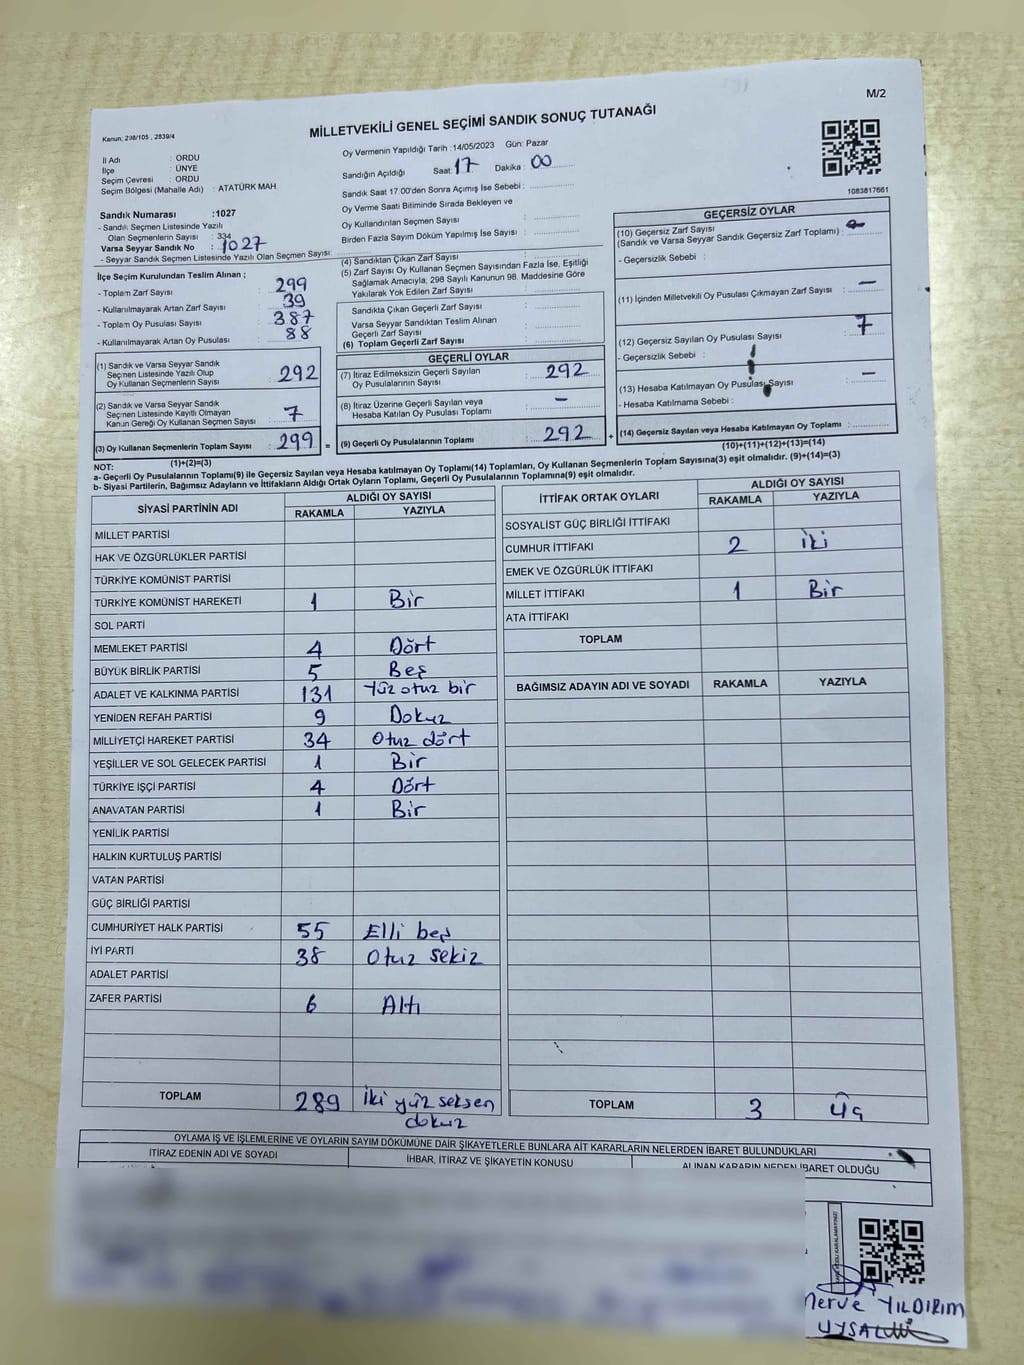 M/2
Kanun; 298/105 , 2839/4
MİLLETVEKİLİ GENEL SEÇİMİ SANDIK SONUÇ TUTANAĞI
İl Adı : ORDU
İlçe : ÜNYE
Seçim Çevresi : ORDU
Seçim Bölgesi (Mahalle Adı) : ATATÜRK MAH.
Sandık Numarası :1027
- Sandık Seçmen Listesinde Yazılı
Olan Seçmenlerin Sayısı : 334
Varsa Seyyar Sandık No : 1027
- Seyyar Sandık Seçmen Listesinde Yazılı Olan Seçmen Sayısı:
Oy Vermenin Yapıldığı Tarih :14/05/2023 Gün: Pazar
Sandığın Açıldığı Saat: 17 Dakika : 00
Sandık Saat 17:00'den Sonra Açımış İse Sebebi :
Oy Verme Saati Bitiminde Sırada Bekleyen ve
Oy Kullandırılan Seçmen Sayısı :
Birden Fazla Sayım Döküm Yapılmış İse Sayısı :
1083817661
İlçe Seçim Kurulundan Teslim Alınan ;
- Toplam Zarf Sayısı : 299
- Kullanılmayarak Artan Zarf Sayısı : 39
- Toplam Oy Pusulası Sayısı : 387
- Kullanılmayarak Artan Oy Pusulası : 88
(1) Sandık ve Varsa Seyyar Sandık
Seçmen Listesinde Yazılı Olup
Oy Kullanan Seçmenlerin Sayısı : 292
(2) Sandık ve Varsa Seyyar Sandık
Seçmen Listesinde Kayıtlı Olmayan
Kanun Gereği Oy Kullanan Seçmen Sayısı : 7
(3) Oy Kullanan Seçmenlerin Toplam Sayısı : 299 =
(1)+(2)=(3)
(4) Sandıktan Çıkan Zarf Sayısı :
(5) Zarf Sayısı Oy Kullanan Seçmen Sayısından Fazla İse, Eşitliği
Sağlamak Amacıyla; 298 Sayılı Kanunun 98. Maddesine Göre
Yakılarak Yok Edilen Zarf Sayısı :
Sandıkta Çıkan Geçerli Zarf Sayısı :
Varsa Seyyar Sandıktan Teslim Alınan
Geçerli Zarf Sayısı :
(6) Toplam Geçerli Zarf Sayısı :
GEÇERLİ OYLAR
(7) İtiraz Edilmeksizin Geçerli Sayılan
Oy Pusulalarının Sayısı : 292
(8) İtiraz Üzerine Geçerli Sayılan veya
Hesaba Katılan Oy Pusulası Toplamı : -
(9) Geçerli Oy Pusulalarının Toplamı : 292 +
GEÇERSİZ OYLAR
(10) Geçersiz Zarf Sayısı
(Sandık ve Varsa Seyyar Sandık Geçersiz Zarf Toplamı) :
- Geçersizlik Sebebi :
(11) İçinden Milletvekili Oy Pusulası Çıkmayan Zarf Sayısı : -
(12) Geçersiz Sayılan Oy Pusulası Sayısı : 7
- Geçersizlik Sebebi :
(13) Hesaba Katılmayan Oy Pusulası Sayısı : -
- Hesaba Katılmama Sebebi :
(14) Geçersiz Sayılan veya Hesaba Katılmayan Oy Toplamı :
(10)+(11)+(12)+(13)=(14)
NOT:
a- Geçerli Oy Pusulalarının Toplamı(9) ile Geçersiz Sayılan veya Hesaba katılmayan Oy Toplamı(14) Toplamları, Oy Kullanan Seçmenlerin Toplam Sayısına(3) eşit olmalıdır. (9)+(14)=(3)
b- Siyasi Partilerin, Bağımsız Adayların ve İttifakların Aldığı Ortak Oyların Toplamı, Geçerli Oy Pusulalarının Toplamına(9) eşit olmalıdır.
SİYASİ PARTİNİN ADI ALDIĞI OY SAYISI
RAKAMLA YAZIYLA
MİLLET PARTİSİ
HAK VE ÖZGÜRLÜKLER PARTİSİ
TÜRKİYE KOMÜNİST PARTİSİ
TÜRKİYE KOMÜNİST HAREKETİ 1 Bir
SOL PARTİ
MEMLEKET PARTİSİ 4 Dört
BÜYÜK BİRLİK PARTİSİ 5 Beş
ADALET VE KALKINMA PARTİSİ 131 Yüz otuz bir
YENİDEN REFAH PARTİSİ 9 Dokuz
MİLLİYETÇİ HAREKET PARTİSİ 34 Otuz dört
YEŞİLLER VE SOL GELECEK PARTİSİ 1 Bir
TÜRKİYE İŞÇİ PARTİSİ 4 Dört
ANAVATAN PARTİSİ 1 Bir
YENİLİK PARTİSİ
HALKIN KURTULUŞ PARTİSİ
VATAN PARTİSİ
GÜÇ BİRLİĞİ PARTİSİ
CUMHURİYET HALK PARTİSİ 55 Elli beş
İYİ PARTİ 38 Otuz sekiz
ADALET PARTİSİ
ZAFER PARTİSİ 6 Altı
TOPLAM 289 İki yüz seksen
dokuz
İTTİFAK ORTAK OYLARI ALDIĞI OY SAYISI
RAKAMLA YAZIYLA
SOSYALİST GÜÇ BİRLİĞİ İTTİFAKI
CUMHUR İTTİFAKI 2 İki
EMEK VE ÖZGÜRLÜK İTTİFAKI
MİLLET İTTİFAKI 1 Bir
ATA İTTİFAKI
TOPLAM
BAĞIMSIZ ADAYIN ADI VE SOYADI RAKAMLA YAZIYLA
TOPLAM 3 Üç
OYLAMA İŞ VE İŞLEMLERİNE VE OYLARIN SAYIM DÖKÜMÜNE DAİR ŞİKAYETLERLE BUNLARA AİT KARARLARIN NELERDEN İBARET BULUNDUKLARI
İTİRAZ EDENİN ADI VE SOYADI İHBAR, İTİRAZ VE ŞİKAYETİN KONUSU ALINAN KARARIN NEDEN İBARET OLDUĞU
Merve YILDIRIM
UYSAL